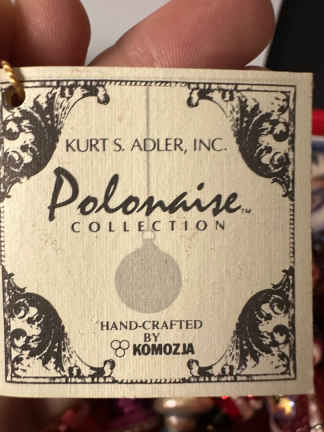 KURT S. ADLER, INC.
Polonaise™
COLLECTION
HAND-CRAFTED
BY
KOMOZJA